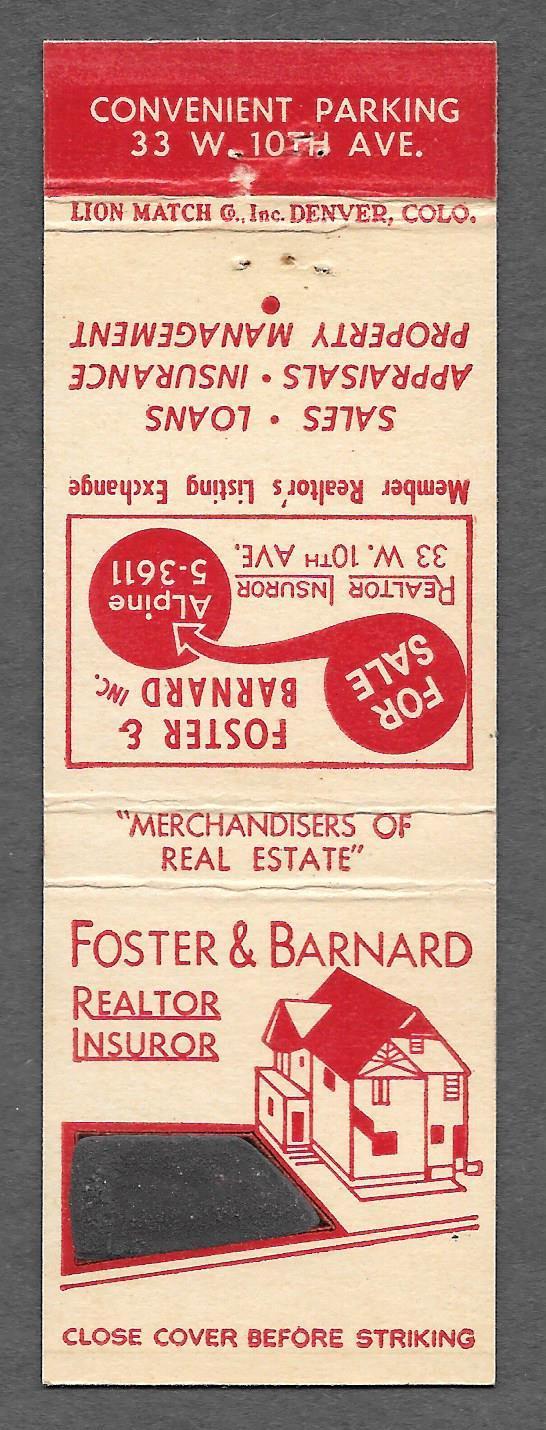 CONVENIENT PARKING
33 W. 10TH AVE.
LION MATCH Co., Inc. DENVER, COLO.
FOSTER &
BARNARD INC.
FOR
SALE
REALTOR INSUROR
33 W. 10TH AVE.
ALpine
5-3611
Member Realtor's Listing Exchange
SALES • LOANS
APPRAISALS • INSURANCE
PROPERTY MANAGEMENT
"MERCHANDISERS OF
REAL ESTATE"
FOSTER & BARNARD
REALTOR
INSUROR
CLOSE COVER BEFORE STRIKING